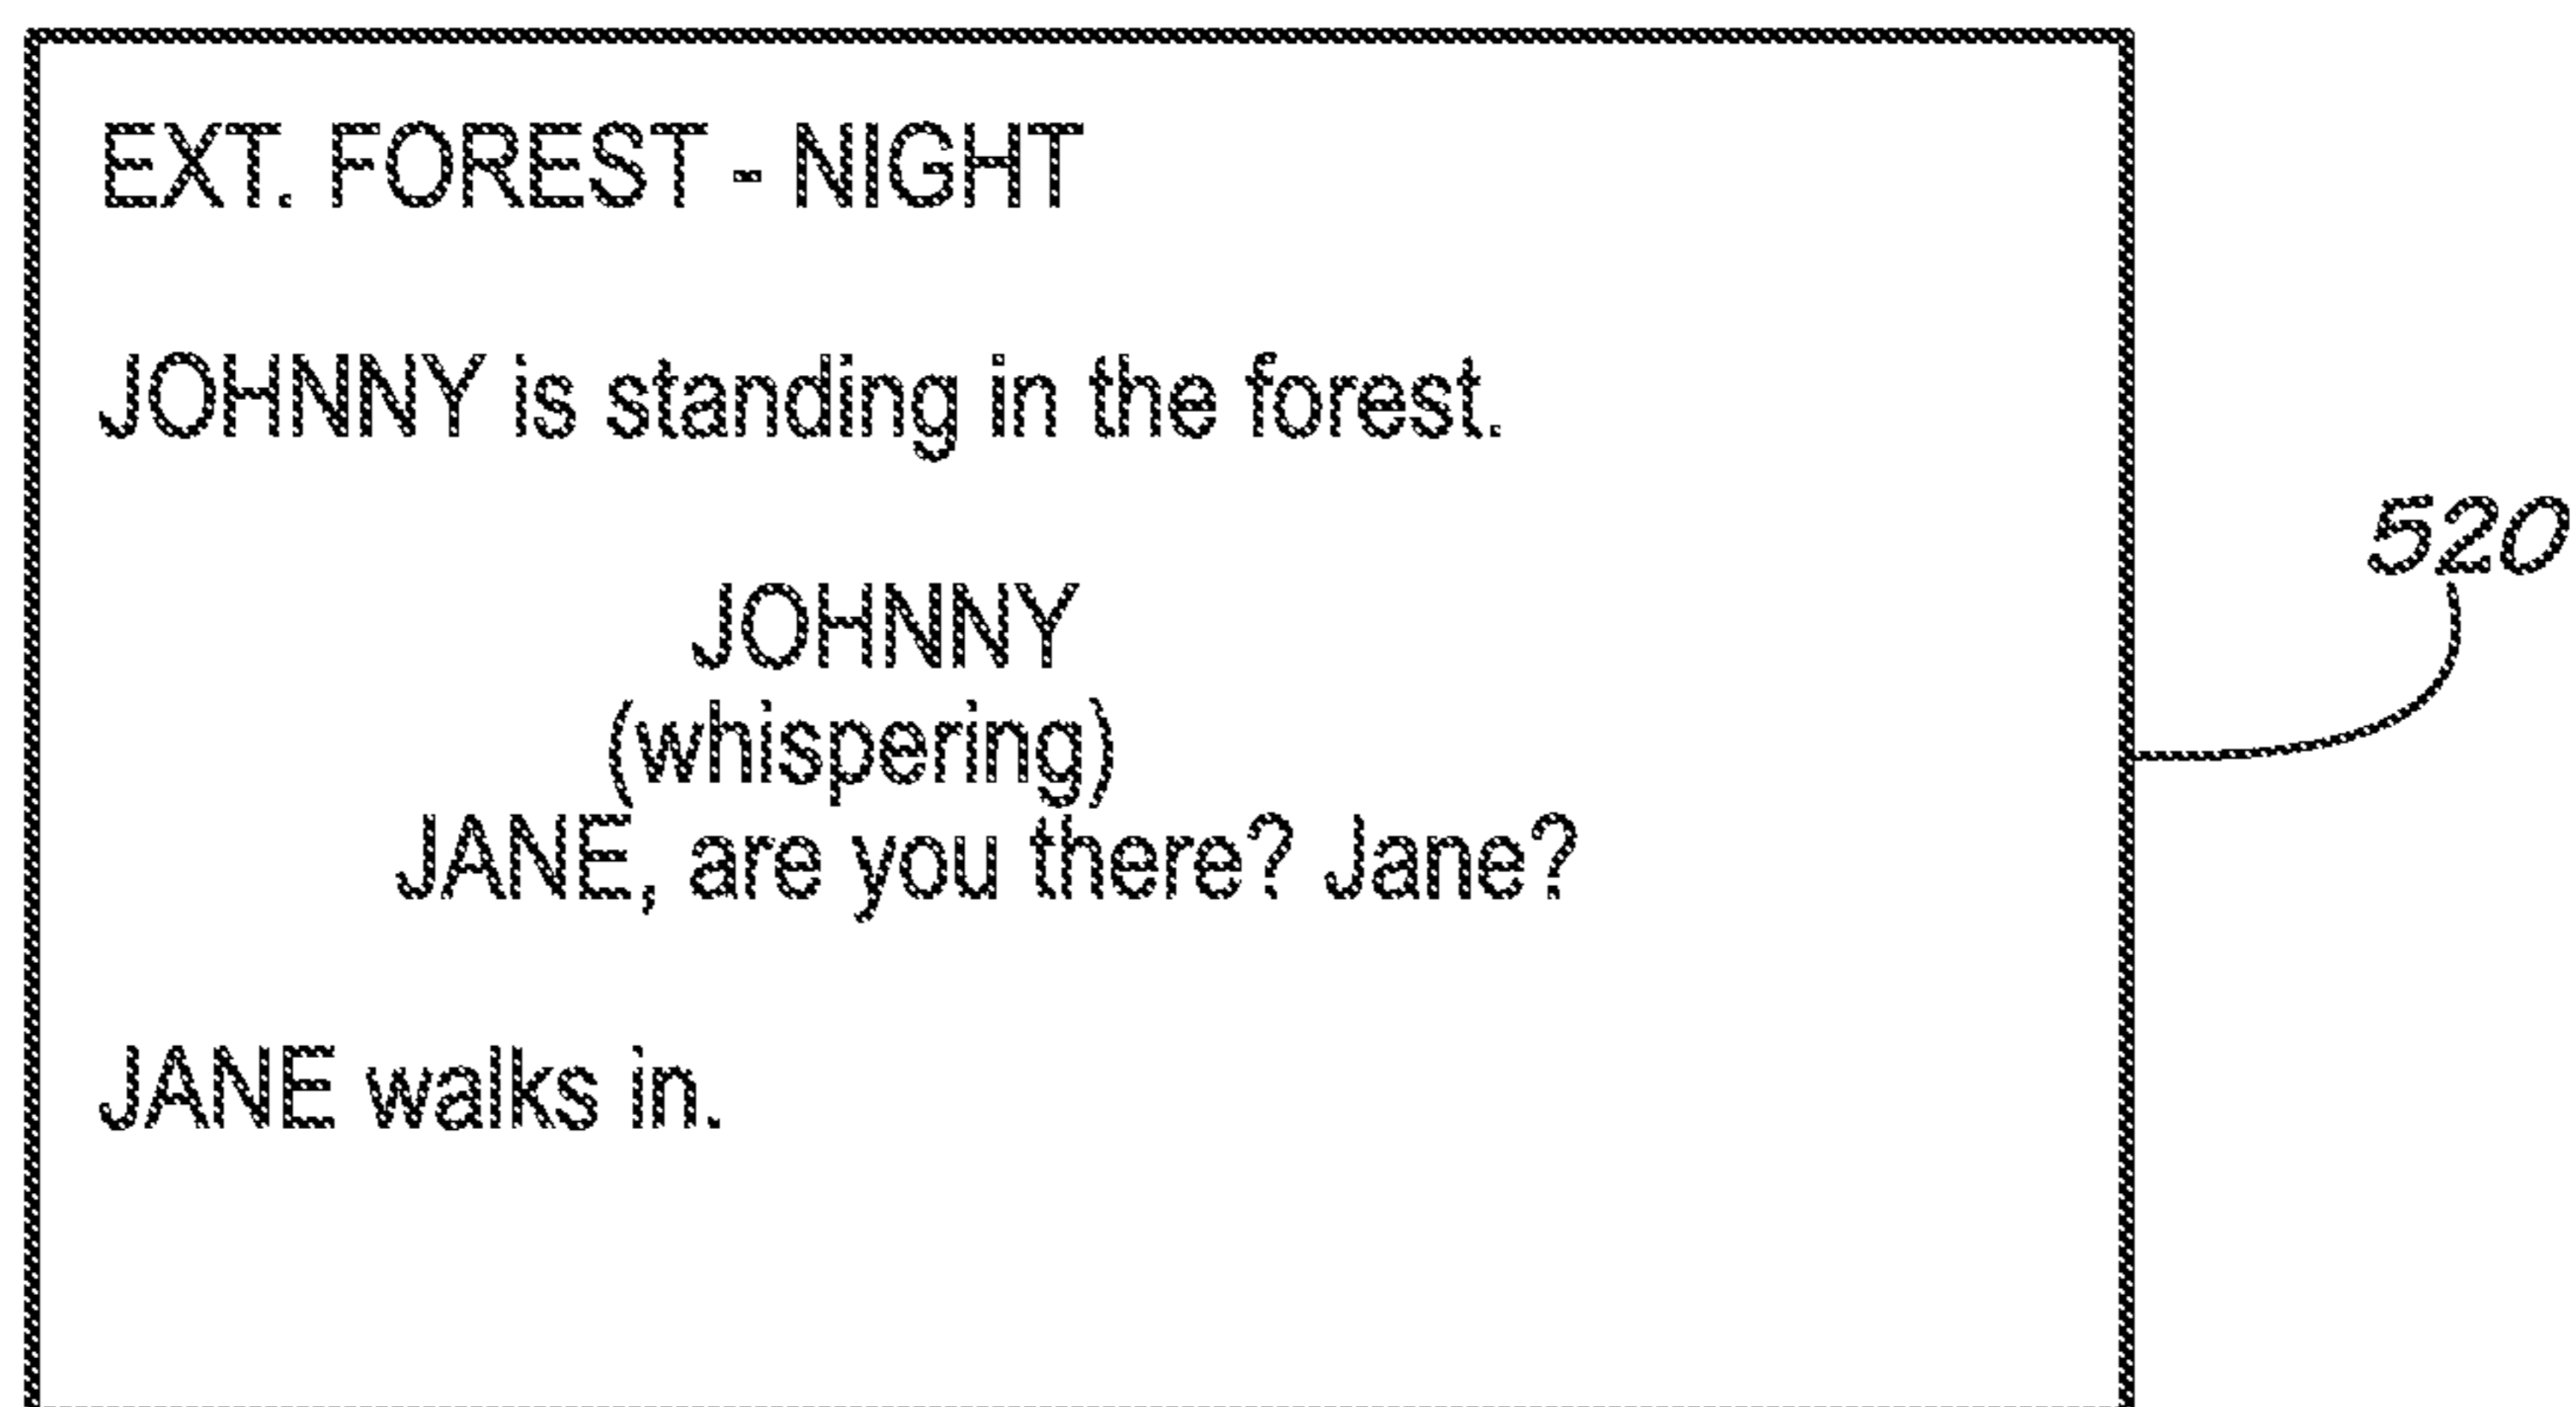 EXT. FOREST - NIGHT
JOHNNY is standing in the forest.
520
JOHNNY
(whispering)
JANE, are you there? Jane?
JANE walks in.